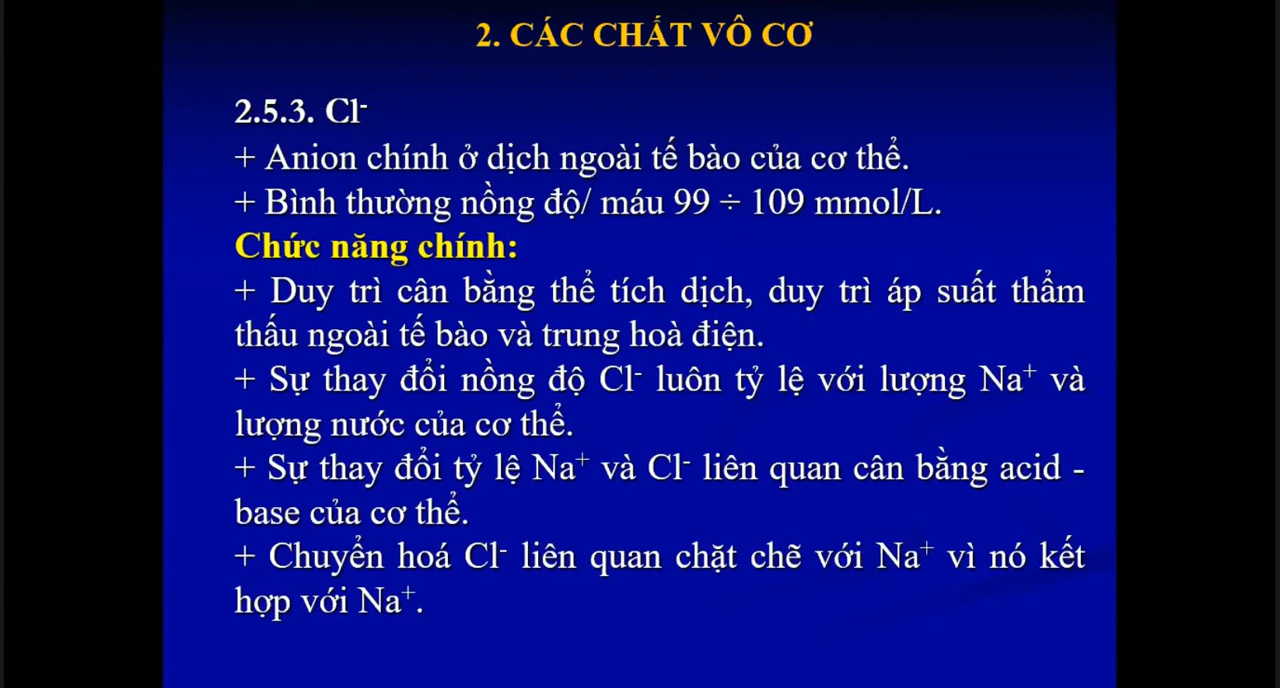 2. CÁC CHẤT VÔ CƠ
2.5.3. Cl⁻
+ Anion chính ở dịch ngoài tế bào của cơ thể.
+ Bình thường nồng độ/ máu 99 ÷ 109 mmol/L.
Chức năng chính:
+ Duy trì cân bằng thể tích dịch, duy trì áp suất thẩm
thấu ngoài tế bào và trung hoà điện.
+ Sự thay đổi nồng độ Cl⁻ luôn tỷ lệ với lượng Na⁺ và
lượng nước của cơ thể.
+ Sự thay đổi tỷ lệ Na⁺ và Cl⁻ liên quan cân bằng acid -
base của cơ thể.
+ Chuyển hoá Cl⁻ liên quan chặt chẽ với Na⁺ vì nó kết
hợp với Na⁺.